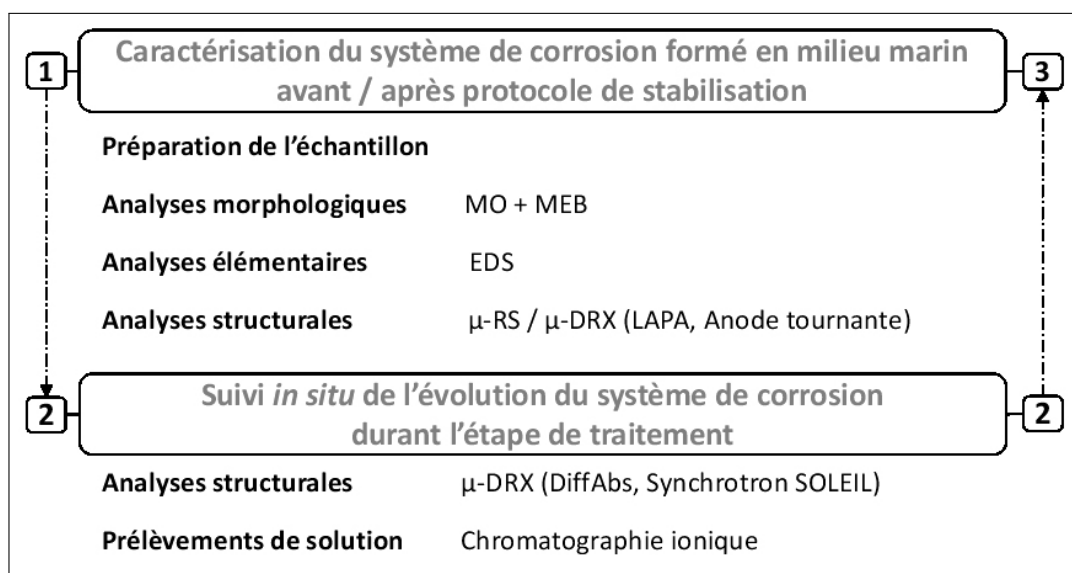 Caractérisation du système de corrosion formé en milieu marin
1 avant / après protocole de stabilisation 3
Préparation de l'échantillon
Analyses morphologiques MO + MEB
Analyses élémentaires EDS
Analyses structurales μ-RS / μ-DRX (LAPA, Anode tournante)
Suivi in situ de l'évolution du système de corrosion
2 durant l'étape de traitement 2
Analyses structurales μ-DRX (DiffAbs, Synchrotron SOLEIL)
Prélèvements de solution Chromatographie ionique